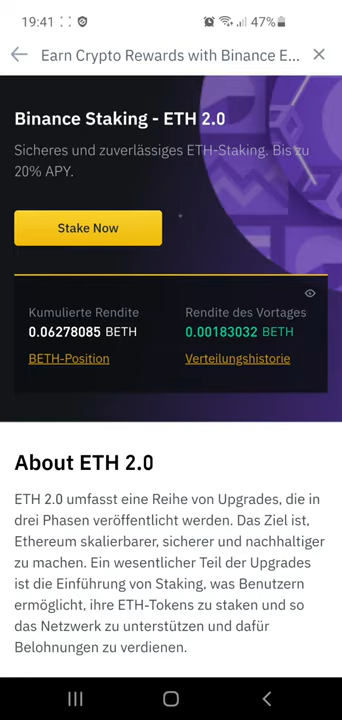 19:41
47%
Earn Crypto Rewards with Binance E...
Binance Staking - ETH 2.0
Sicheres und zuverlässiges ETH-Staking. Bis zu
20% APY.
Stake Now
Kumulierte Rendite
0.06278085 BETH
BETH-Position
Rendite des Vortages
0.00183032 BETH
Verteilungshistorie
About ETH 2.0
ETH 2.0 umfasst eine Reihe von Upgrades, die in
drei Phasen veröffentlicht werden. Das Ziel ist,
Ethereum skalierbarer, sicherer und nachhaltiger
zu machen. Ein wesentlicher Teil der Upgrades
ist die Einführung von Staking, was Benutzern
ermöglicht, ihre ETH-Tokens zu staken und so
das Netzwerk zu unterstützen und dafür
Belohnungen zu verdienen.